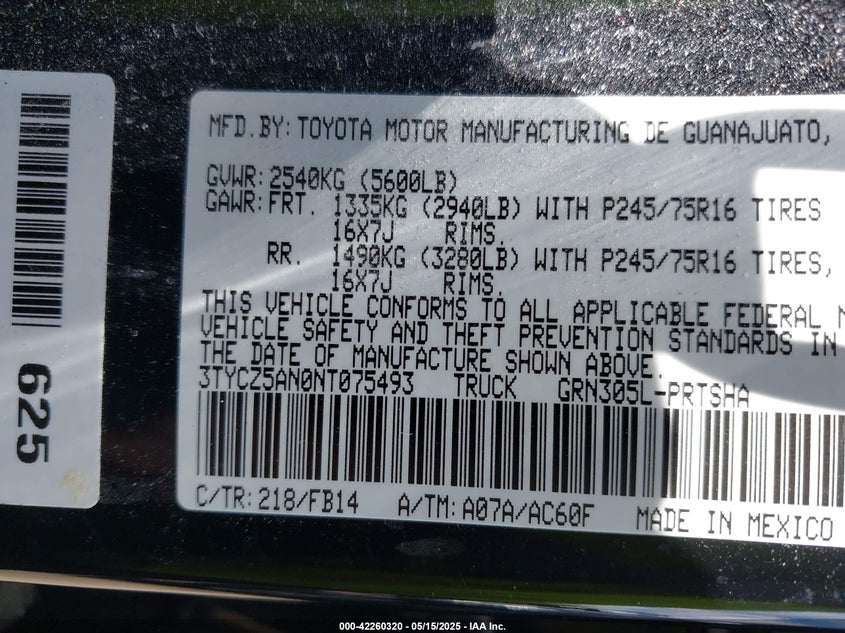 625
MFD.BY:TOYOTA MOTOR MANUFACTURING DE GUANAJUATO,
GVWR:2540KG (5600LB)
GAWR:FRT. 1335KG (2940LB) WITH P245/75R16 TIRES
16X7J RIMS.
RR. 1490KG (3280LB) WITH P245/75R16 TIRES,
16X7J RIMS.
THIS VEHICLE CONFORMS TO ALL APPLICABLE FEDERAL
VEHICLE SAFETY AND THEFT PREVENTION STANDARDS IN
THE DATE OF MANUFACTURE SHOWN ABOVE.
3TYCZ5AN0NT075493 TRUCK GRN305L-PRTSHA
C/TR:218/FB14 A/TM:A07A/AC60F MADE IN MEXICO
000-42260320 - 05/15/2025 - IAA Inc.